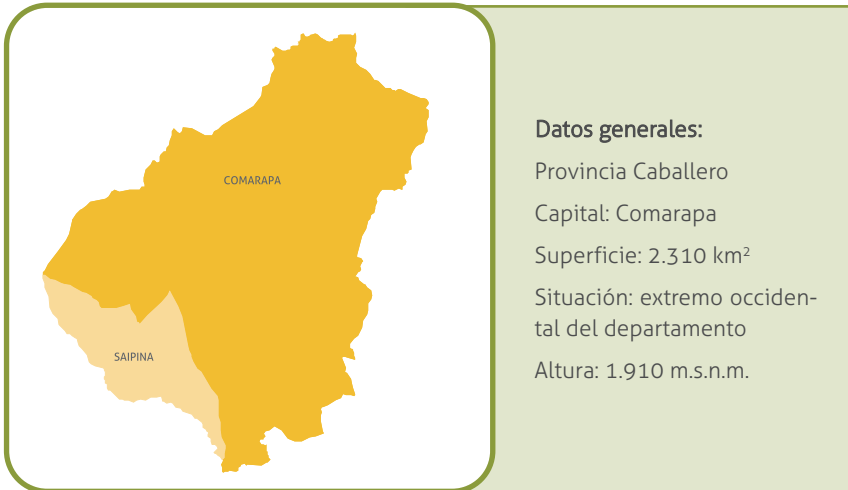 COMARAPA
SAIPINA
Datos generales:
Provincia Caballero
Capital: Comarapa
Superficie: 2.310 km²
Situación: extremo occiden-
tal del departamento
Altura: 1.910 m.s.n.m.